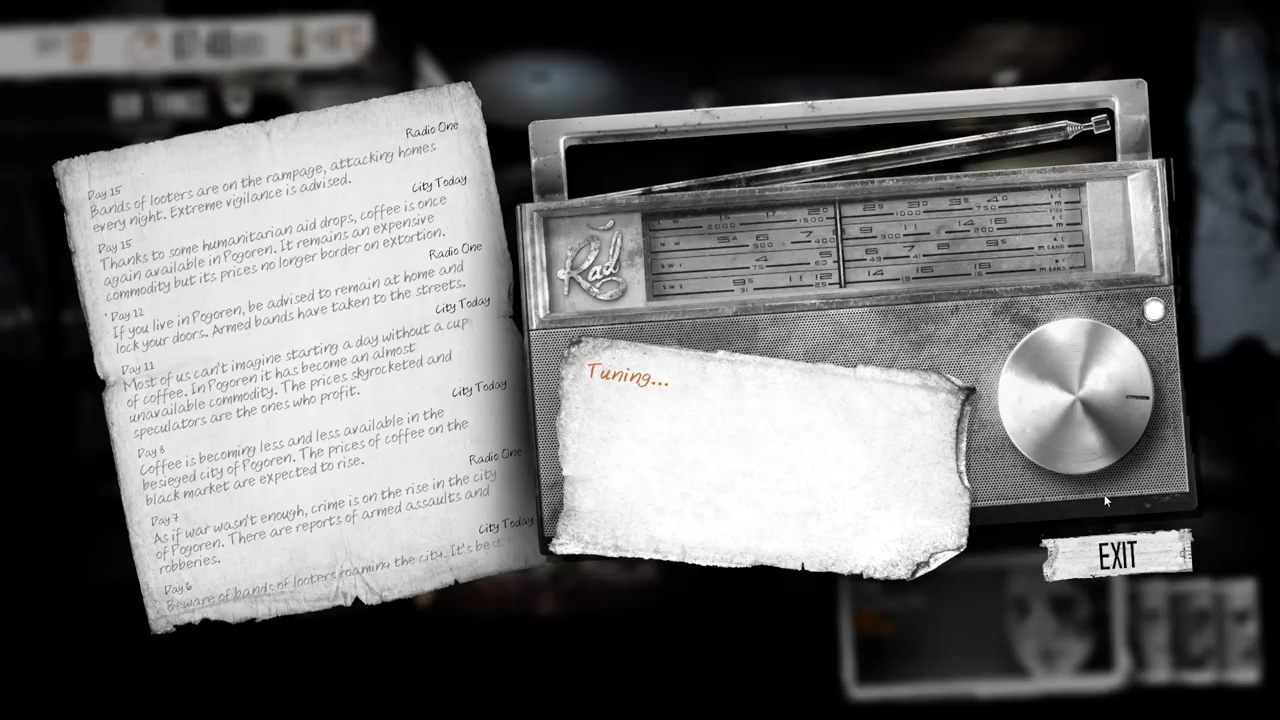 Radio One
Day 15
Bands of looters are on the rampage, attacking homes
every night. Extreme vigilance is advised.
City Today
Day 15
Thanks to some humanitarian aid drops, coffee is once
again available in Pogoren. It remains an expensive
commodity but its prices no longer border on extortion.
Radio One
Day 12
If you live in Pogoren, be advised to remain at home and
lock your doors. Armed bands have taken to the streets.
City Today
Day 11
Most of us can't imagine starting a day without a cup
of coffee. In Pogoren it has become an almost
unavailable commodity. The prices skyrocketed and
speculators are the ones who profit.
City Today
Day 8
Coffee is becoming less and less available in the
besieged city of Pogoren. The prices of coffee on the
black market are expected to rise.
Radio One
Day 7
As if war wasn't enough, crime is on the rise in the city
of Pogoren. There are reports of armed assaults and
robberies.
City Today
Day 6
Beware of bands of looters roaming the city. It's best
Rad
Tuning...
EXIT